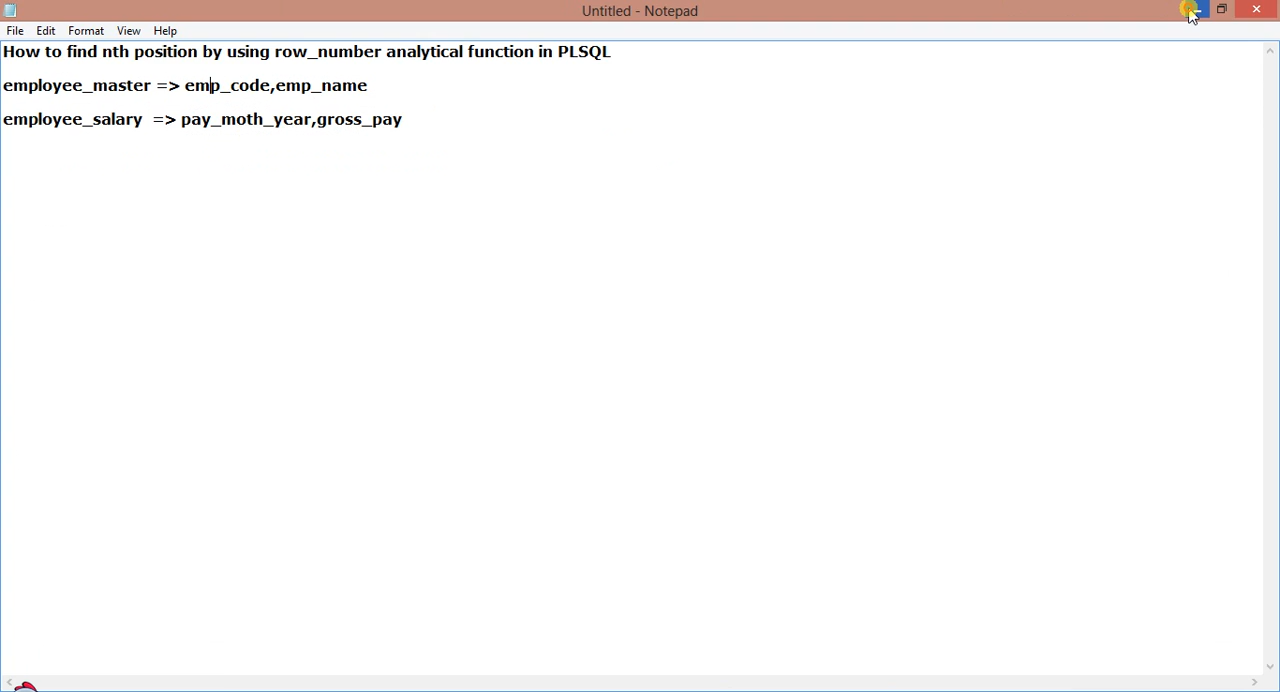 Untitled - Notepad
File Edit Format View Help
How to find nth position by using row_number analytical function in PLSQL
employee_master => emp_code,emp_name
employee_salary => pay_moth_year,gross_pay